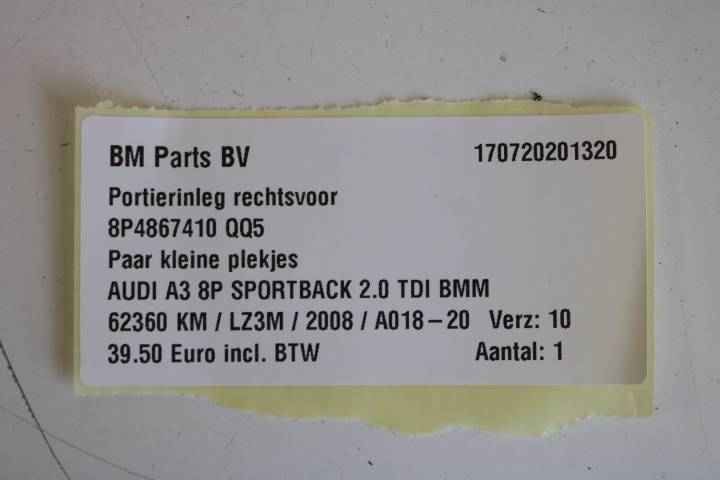 BM Parts BV 170720201320
Portierinleg rechtsvoor
8P4867410 QQ5
Paar kleine plekjes
AUDI A3 8P SPORTBACK 2.0 TDI BMM
62360 KM / LZ3M / 2008 / A018-20 Verz: 10
39.50 Euro incl. BTW Aantal: 1